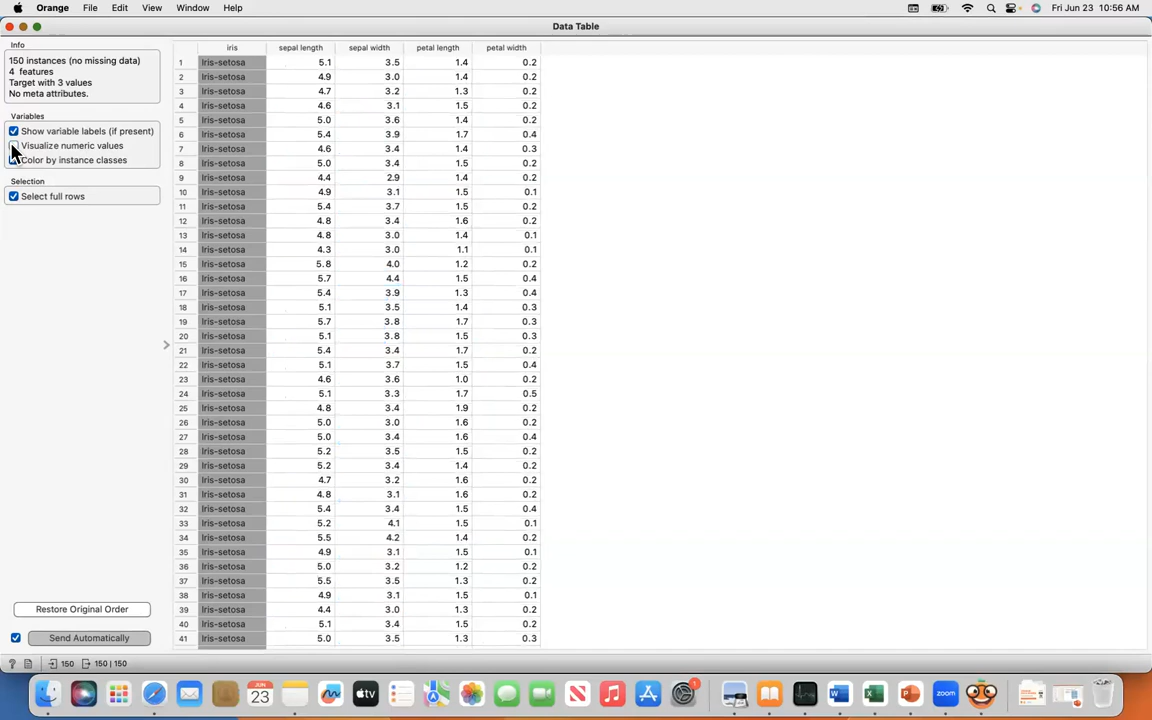 Orange File Edit View Window Help Fri Jun 23 10:56 AM
Data Table
Info
150 instances (no missing data)
4 features
Target with 3 values
No meta attributes.
Variables
Show variable labels (if present)
Visualize numeric values
Color by instance classes
Selection
Select full rows
iris sepal length sepal width petal length petal width
1 Iris-setosa 5.1 3.5 1.4 0.2
2 Iris-setosa 4.9 3.0 1.4 0.2
3 Iris-setosa 4.7 3.2 1.3 0.2
4 Iris-setosa 4.6 3.1 1.5 0.2
5 Iris-setosa 5.0 3.6 1.4 0.2
6 Iris-setosa 5.4 3.9 1.7 0.4
7 Iris-setosa 4.6 3.4 1.4 0.3
8 Iris-setosa 5.0 3.4 1.5 0.2
9 Iris-setosa 4.4 2.9 1.4 0.2
10 Iris-setosa 4.9 3.1 1.5 0.1
11 Iris-setosa 5.4 3.7 1.5 0.2
12 Iris-setosa 4.8 3.4 1.6 0.2
13 Iris-setosa 4.8 3.0 1.4 0.1
14 Iris-setosa 4.3 3.0 1.1 0.1
15 Iris-setosa 5.8 4.0 1.2 0.2
16 Iris-setosa 5.7 4.4 1.5 0.4
17 Iris-setosa 5.4 3.9 1.3 0.4
18 Iris-setosa 5.1 3.5 1.4 0.3
19 Iris-setosa 5.7 3.8 1.7 0.3
20 Iris-setosa 5.1 3.8 1.5 0.3
21 Iris-setosa 5.4 3.4 1.7 0.2
22 Iris-setosa 5.1 3.7 1.5 0.4
23 Iris-setosa 4.6 3.6 1.0 0.2
24 Iris-setosa 5.1 3.3 1.7 0.5
25 Iris-setosa 4.8 3.4 1.9 0.2
26 Iris-setosa 5.0 3.0 1.6 0.2
27 Iris-setosa 5.0 3.4 1.6 0.4
28 Iris-setosa 5.2 3.5 1.5 0.2
29 Iris-setosa 5.2 3.4 1.4 0.2
30 Iris-setosa 4.7 3.2 1.6 0.2
31 Iris-setosa 4.8 3.1 1.6 0.2
32 Iris-setosa 5.4 3.4 1.5 0.4
33 Iris-setosa 5.2 4.1 1.5 0.1
34 Iris-setosa 5.5 4.2 1.4 0.2
35 Iris-setosa 4.9 3.1 1.5 0.1
36 Iris-setosa 5.0 3.2 1.2 0.2
37 Iris-setosa 5.5 3.5 1.3 0.2
38 Iris-setosa 4.9 3.1 1.5 0.1
39 Iris-setosa 4.4 3.0 1.3 0.2
40 Iris-setosa 5.1 3.4 1.5 0.2
41 Iris-setosa 5.0 3.5 1.3 0.3
Restore Original Order
Send Automatically
? 150 150 | 150
JUN
23
tv
1
W X P zoom